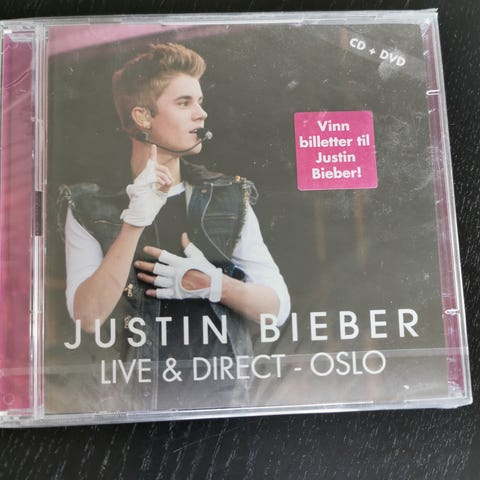 CD + DVD
Vinn
billetter til
Justin
Bieber!
JUSTIN BIEBER
LIVE & DIRECT - OSLO